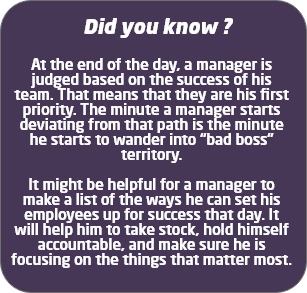 Did you know ?
At the end of the day, a manager is
judged based on the success of his
team. That means that they are his first
priority. The minute a manager starts
deviating from that path is the minute
he starts to wander into "bad boss"
territory.
It might be helpful for a manager to
make a list of the ways he can set his
employees up for success that day. It
will help him to take stock, hold himself
accountable, and make sure he is
focusing on the things that matter most.